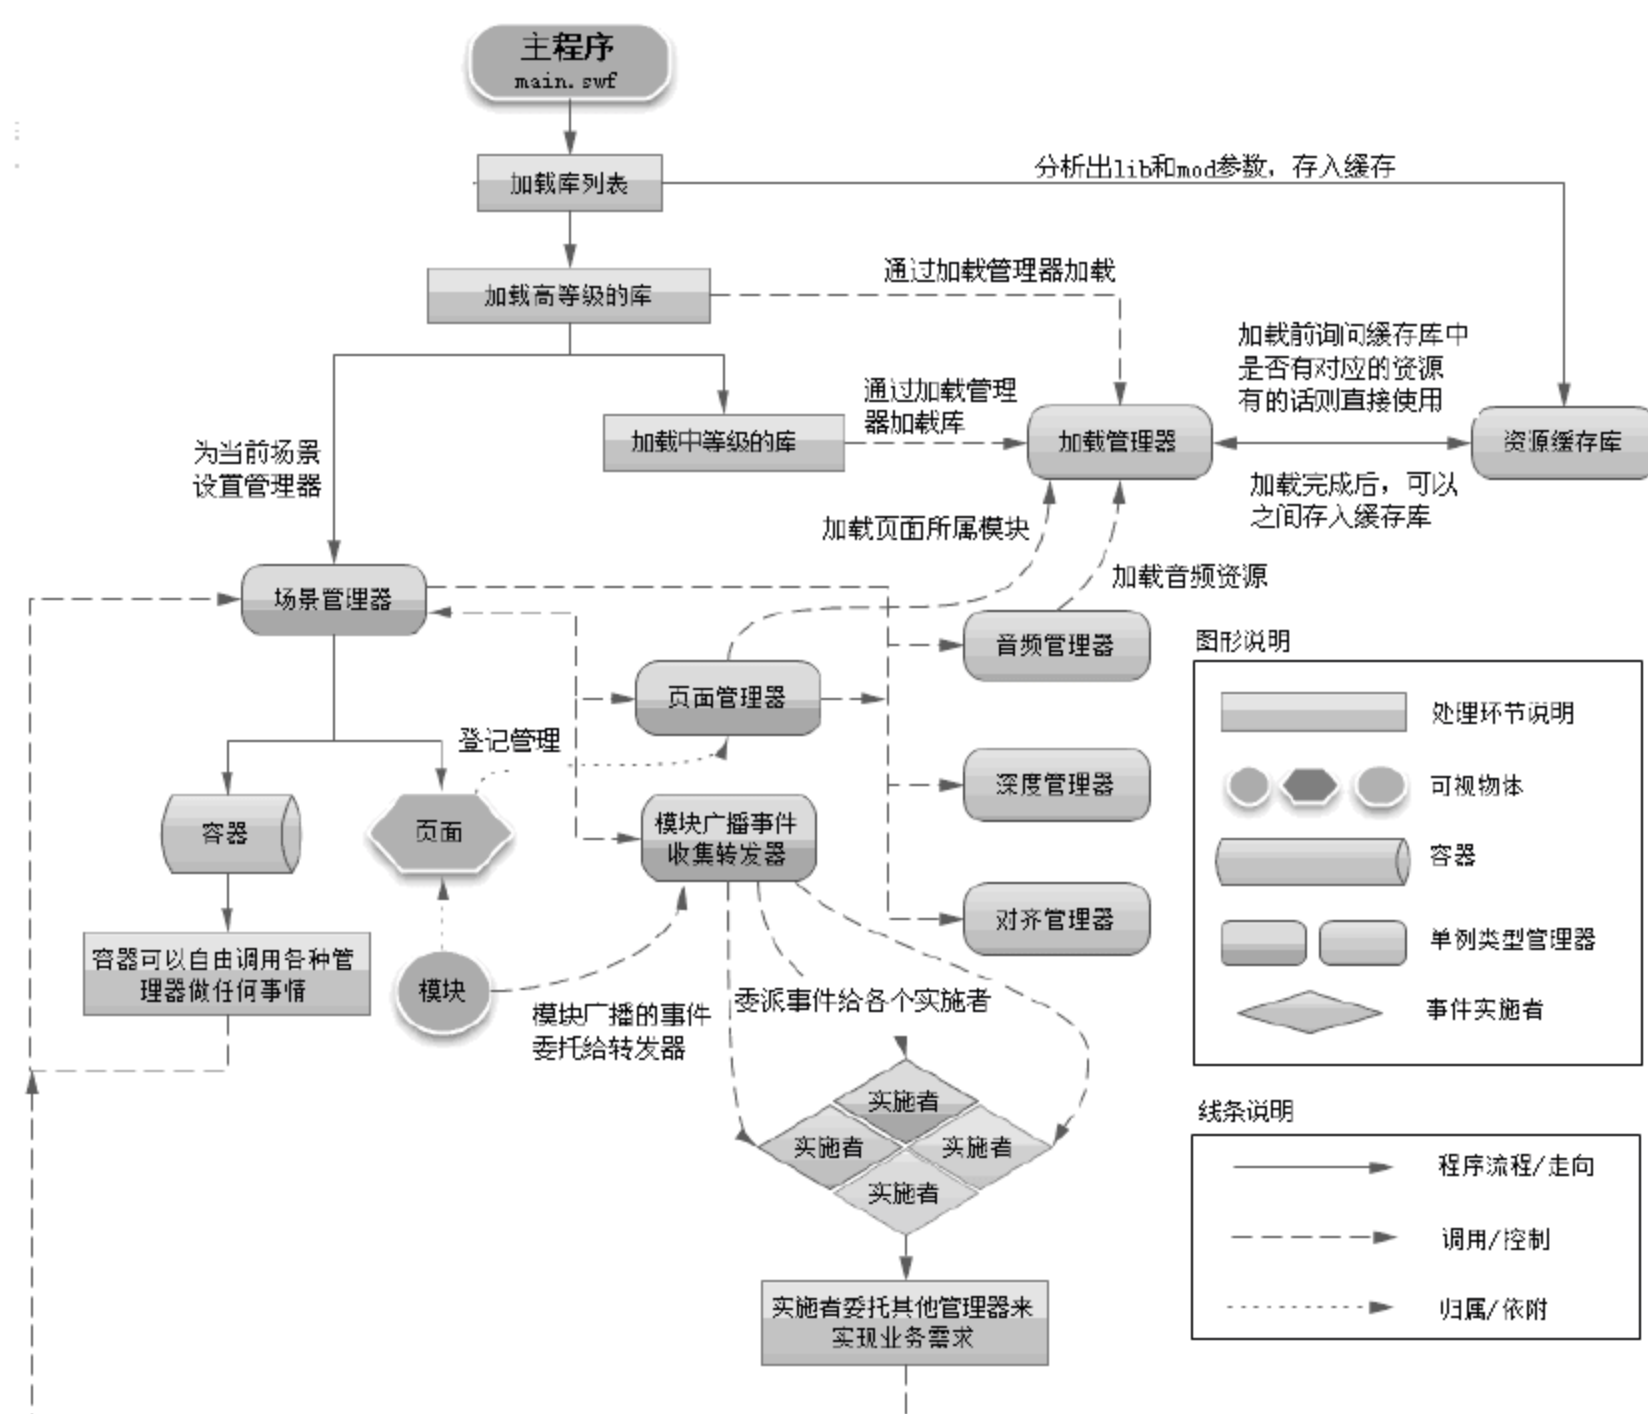 主程序
main.swf
加载库列表
分析出lib和mod参数，存入缓存
加载高等级的库
通过加载管理器加载
加载前询问缓存库中
是否有对应的资源
有的话则直接使用
通过加载管理
器加载库
加载中等级的库
加载管理器
资源缓存库
为当前场景
设置管理器
加载完成后，可以
之间存入缓存库
加载页面所属模块
加载音频资源
场景管理器
音频管理器
页面管理器
登记管理
深度管理器
容器
页面
模块广播事件
收集转发器
对齐管理器
容器可以自由调用各种管
理器做任何事情
模块
模块广播的事件
委托给转发器
委派事件给各个实施者
实施者
实施者
实施者
实施者
实施者委托其他管理器来
实现业务需求
图形说明
处理环节说明
可视物体
容器
单例类型管理器
事件实施者
线条说明
程序流程/走向
调用/控制
归属/依附